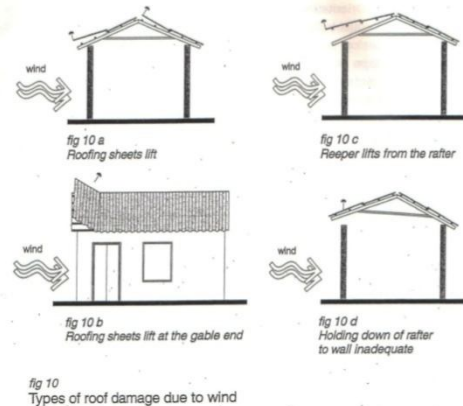 wind
fig 10 a
Roofing sheets lift
wind
fig 10 c
Reeper lifts from the rafter
wind
fig 10 b
Roofing sheets lift at the gable end
wind
fig 10 d
Holding down of rafter
to wall inadequate
fig 10
Types of roof damage due to wind